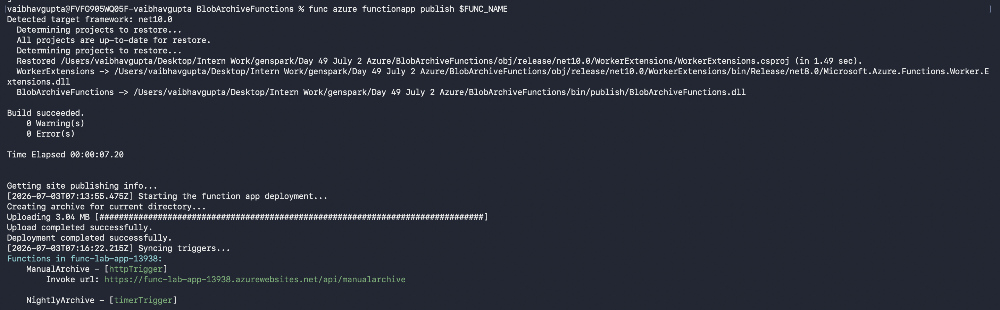 [vaibhavgupta@FVFG905WQ05F-vaibhavgupta BlobArchiveFunctions % func azure functionapp publish $FUNC_NAME ]
Detected target framework: net10.0
  Determining projects to restore...
  All projects are up-to-date for restore.
  Determining projects to restore...
  Restored /Users/vaibhavgupta/Desktop/Intern Work/genspark/Day 49 July 2 Azure/BlobArchiveFunctions/obj/release/net10.0/WorkerExtensions/WorkerExtensions.csproj (in 1.49 sec).
  WorkerExtensions -> /Users/vaibhavgupta/Desktop/Intern Work/genspark/Day 49 July 2 Azure/BlobArchiveFunctions/obj/release/net10.0/WorkerExtensions/bin/Release/net8.0/Microsoft.Azure.Functions.Worker.E
xtensions.dll
  BlobArchiveFunctions -> /Users/vaibhavgupta/Desktop/Intern Work/genspark/Day 49 July 2 Azure/BlobArchiveFunctions/bin/publish/BlobArchiveFunctions.dll
Build succeeded.
    0 Warning(s)
    0 Error(s)
Time Elapsed 00:00:07.20
Getting site publishing info...
[2026-07-03T07:13:55.475Z] Starting the function app deployment...
Creating archive for current directory...
Uploading 3.04 MB [###############################################################################]
Upload completed successfully.
Deployment completed successfully.
[2026-07-03T07:16:22.215Z] Syncing triggers...
Functions in func-lab-app-13938:
    ManualArchive - [httpTrigger]
        Invoke url: https://func-lab-app-13938.azurewebsites.net/api/manualarchive
    NightlyArchive - [timerTrigger]